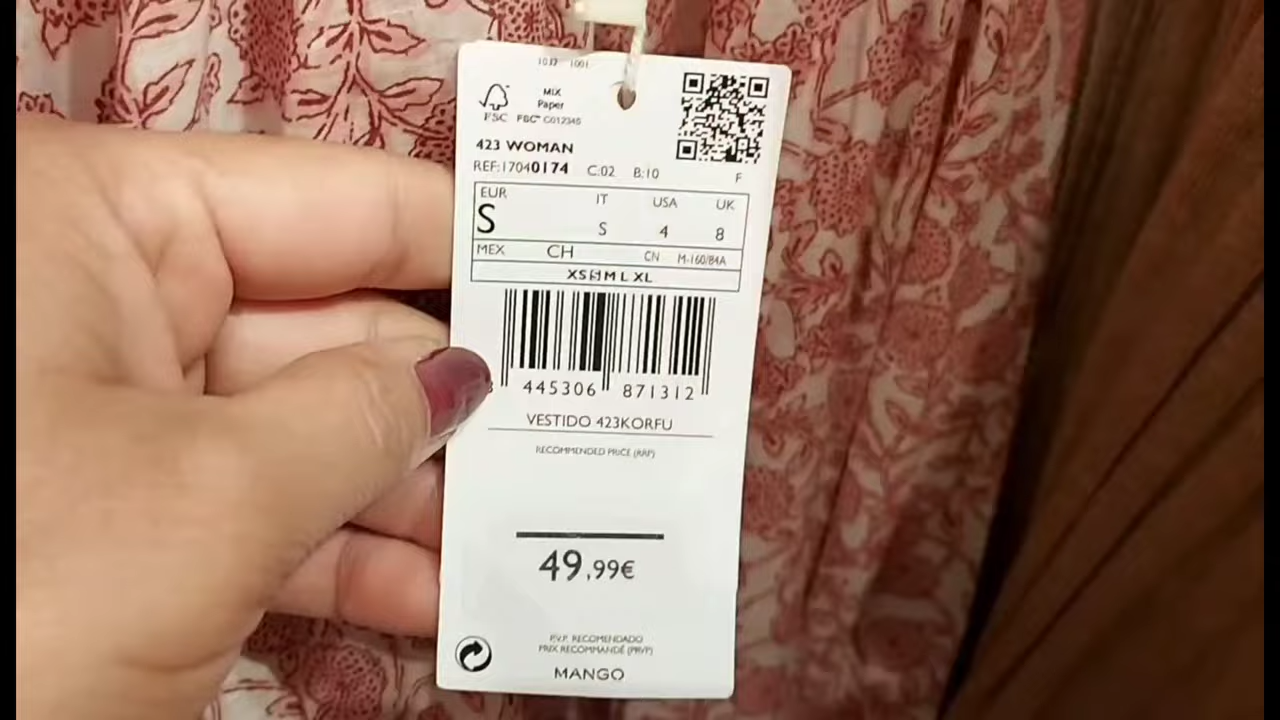 1032 1001
MIX
Paper
FSC FSC™ C012345
423 WOMAN
REF:17040174 C:02 B:10 F
EUR IT USA UK
S S 4 8
MEX CH CN M-160/84A
XS S M L XL
445306 871312
VESTIDO 423KORFU
RECOMMENDED PRICE (RRP)
49,99€
P.V.P. RECOMENDADO
PRIX RECOMMANDÉ (PRVP)
MANGO